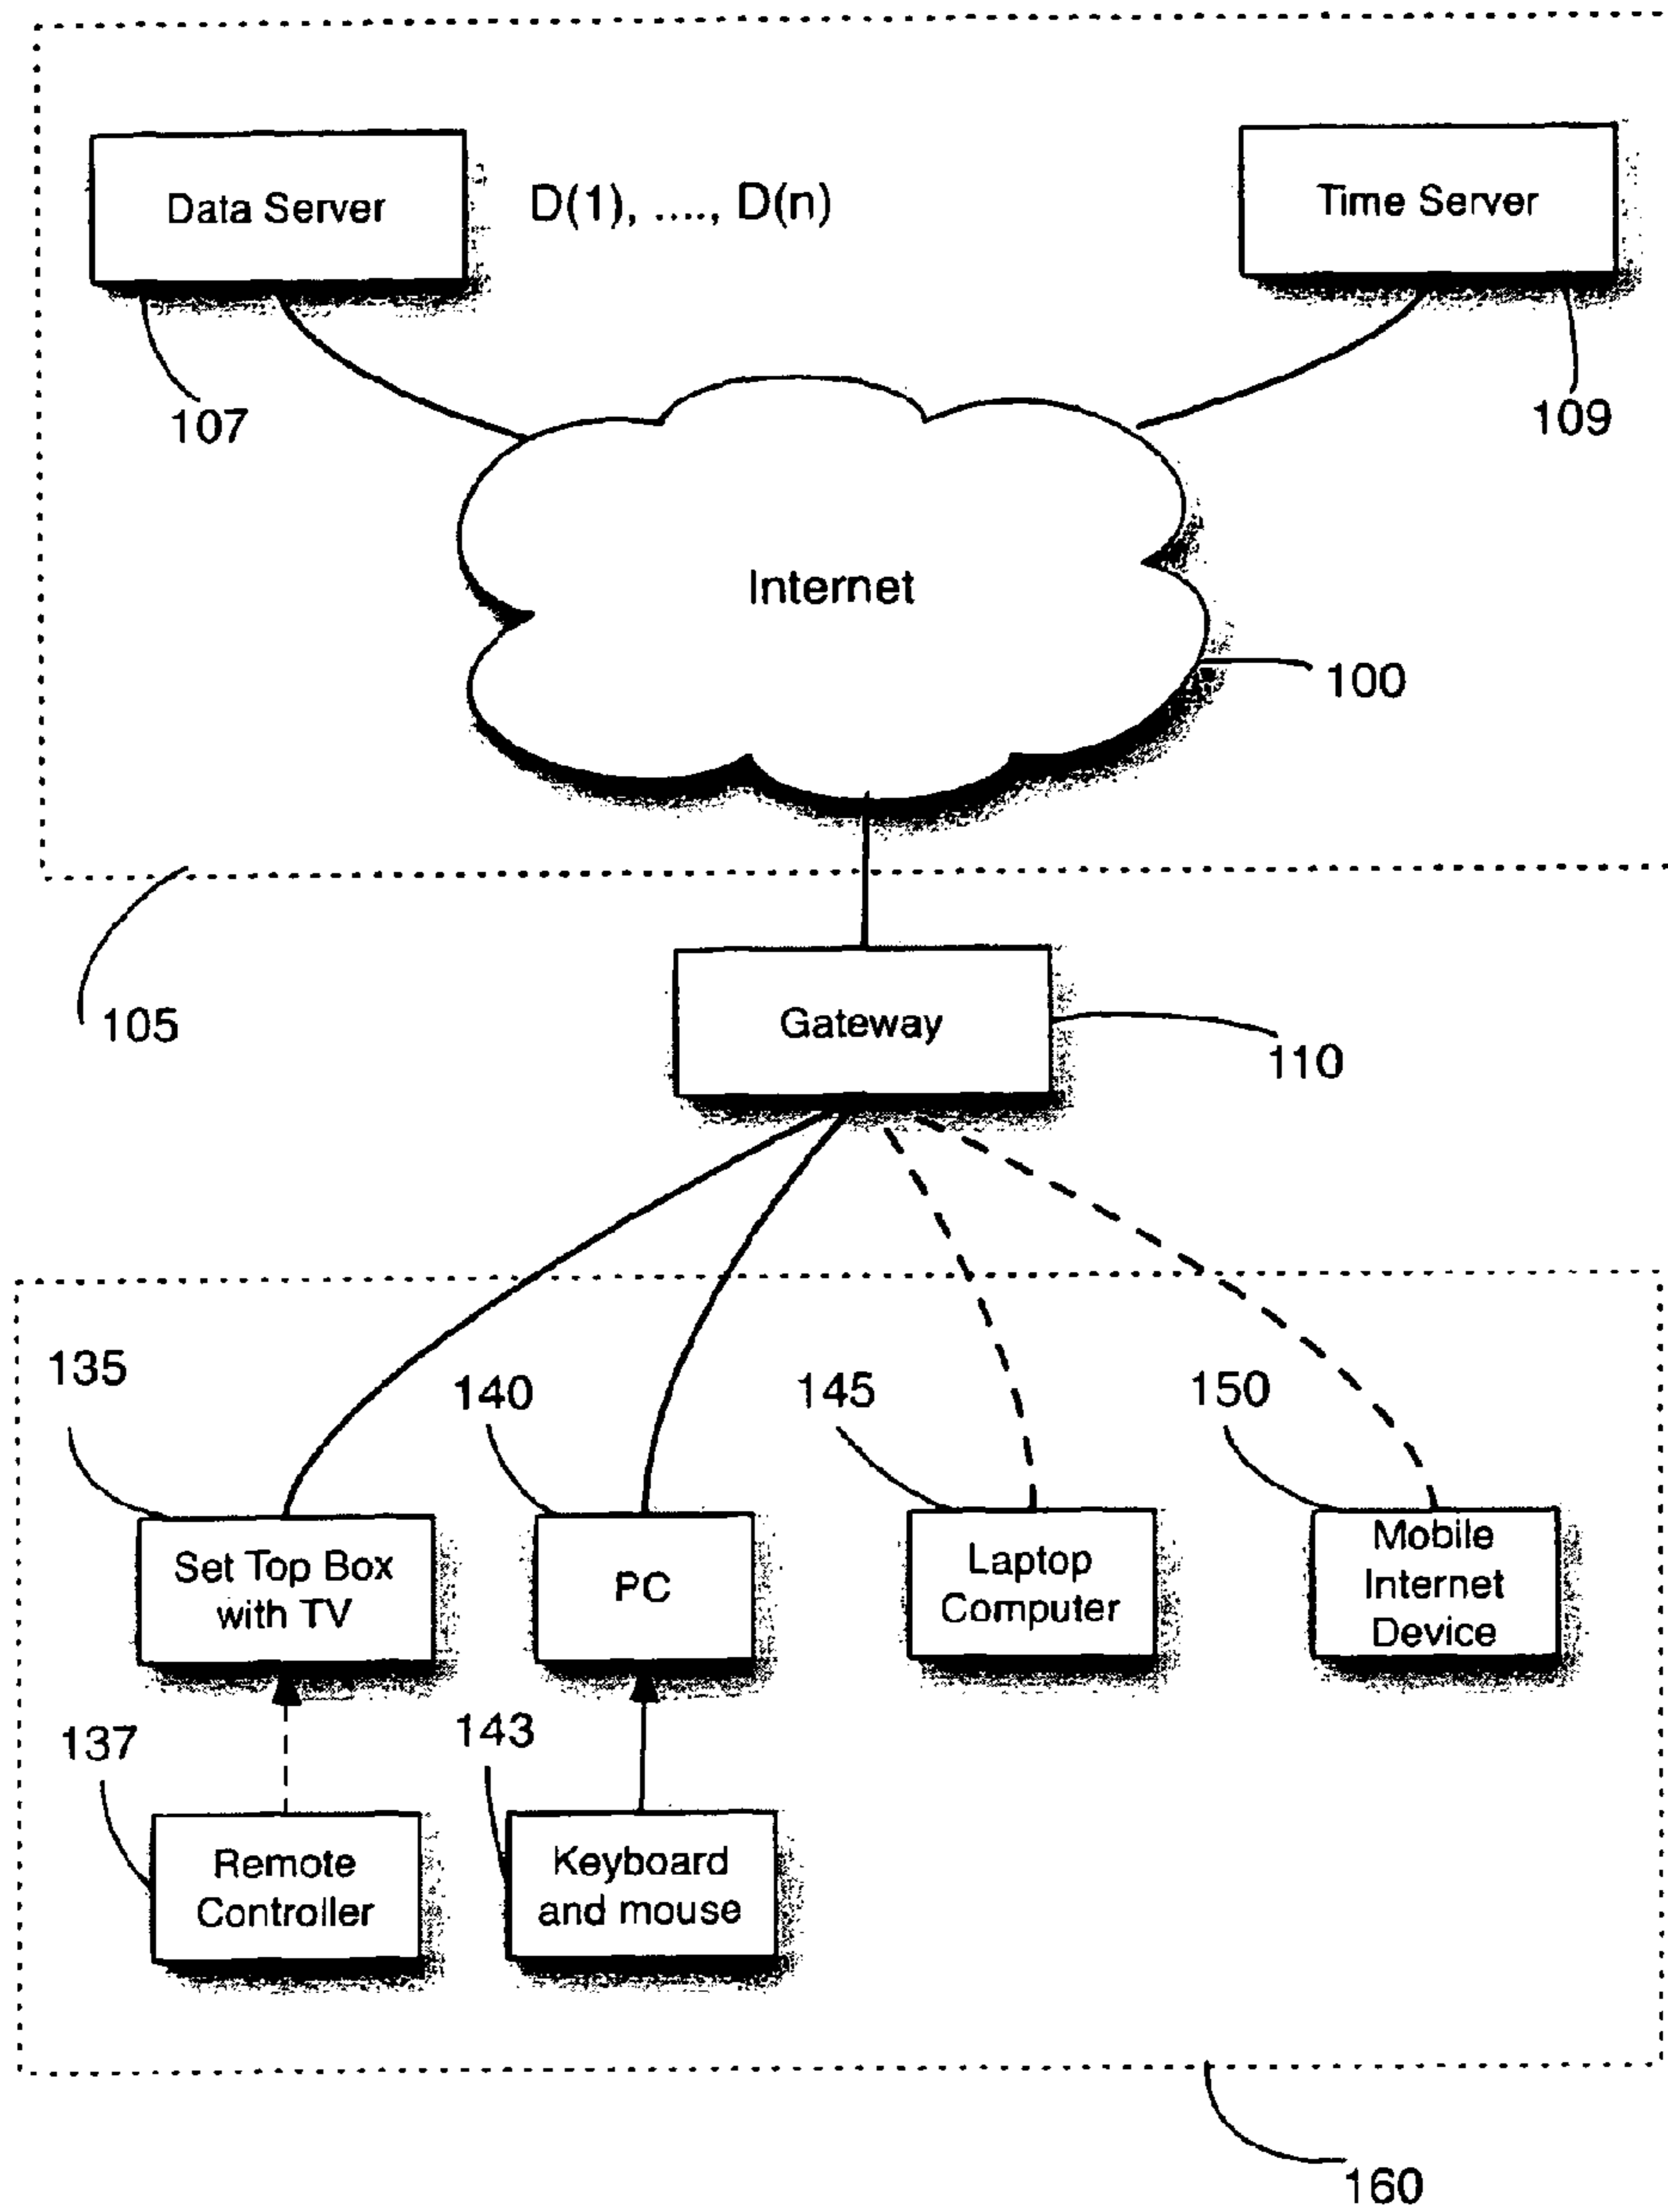 Data Server
D(1), ...., D(n)
Time Server
107
109
Internet
100
105
Gateway
110
135
140
145
150
Set Top Box
with TV
PC
Laptop
Computer
Mobile
Internet
Device
137
143
Remote
Controller
Keyboard
and mouse
160